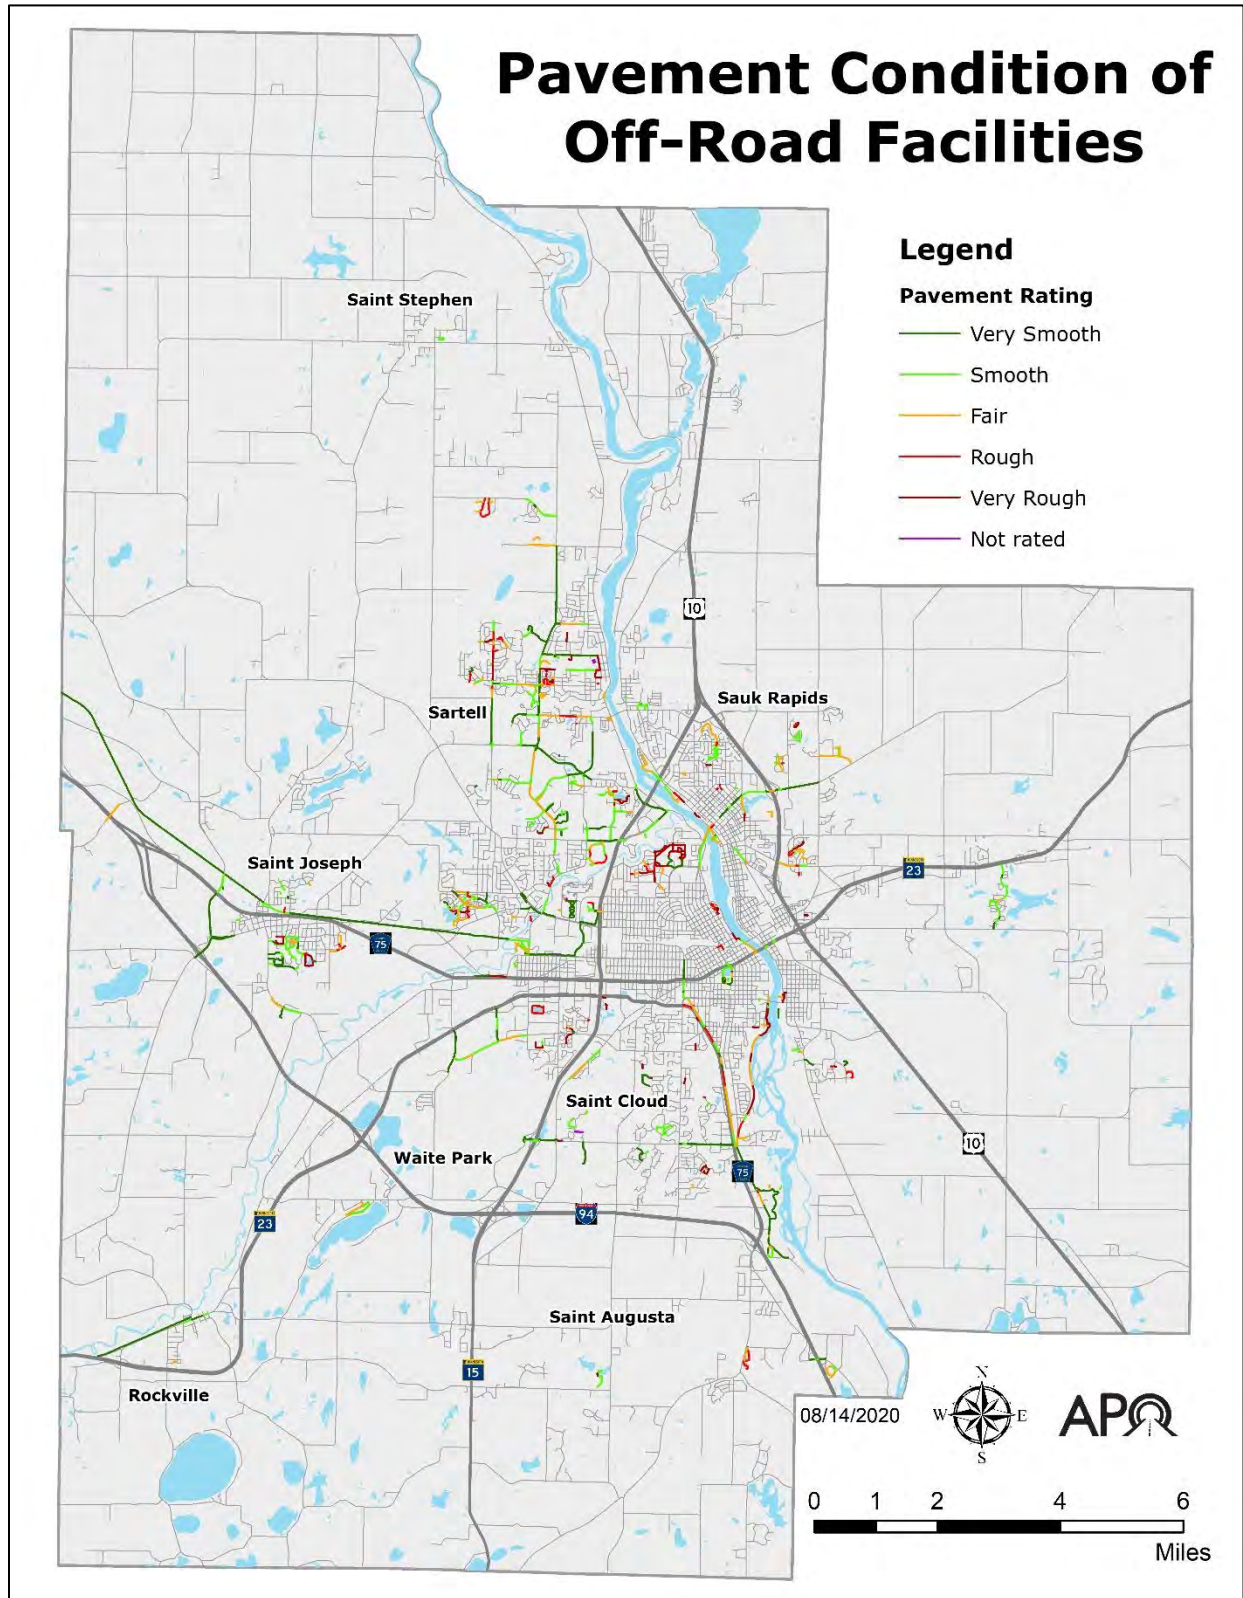 Pavement Condition of
Off-Road Facilities
Legend
Pavement Rating
Very Smooth
Smooth
Fair
Rough
Very Rough
Not rated
Saint Stephen
10
Sartell
Sauk Rapids
Saint Joseph
23
75
Saint Cloud
10
Waite Park
75
23
94
Saint Augusta
15
Rockville
08/14/2020
N
W
E
S
APO
0 1 2 4 6
Miles